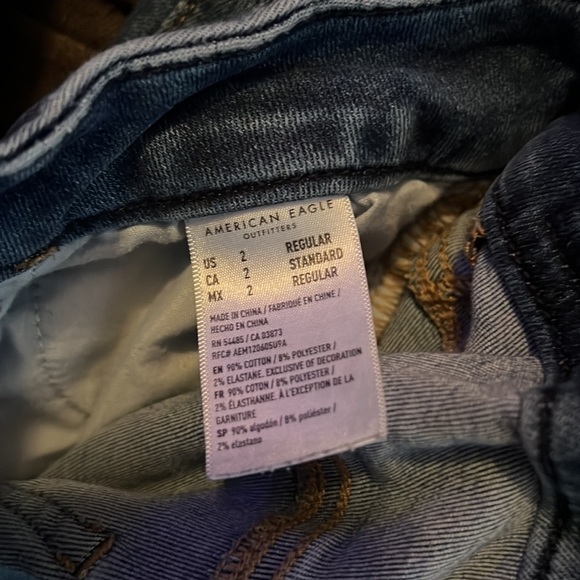 AMERICAN EAGLE
OUTFITTERS
US 2 REGULAR
CA 2 STANDARD
MX 2 REGULAR
MADE IN CHINA / FABRIQUÉ EN CHINE /
HECHO EN CHINA
RN 54485 / CA 03873
RFC# AEM120605U9A
EN 90% COTTON / 8% POLYESTER /
2% ELASTANE. EXCLUSIVE OF DECORATION
FR 90% COTON / 8% POLYESTER /
2% ÉLASTHANNE. À L'EXCEPTION DE LA
GARNITURE
SP 90% algodón / 8% poliéster /
2% elastano